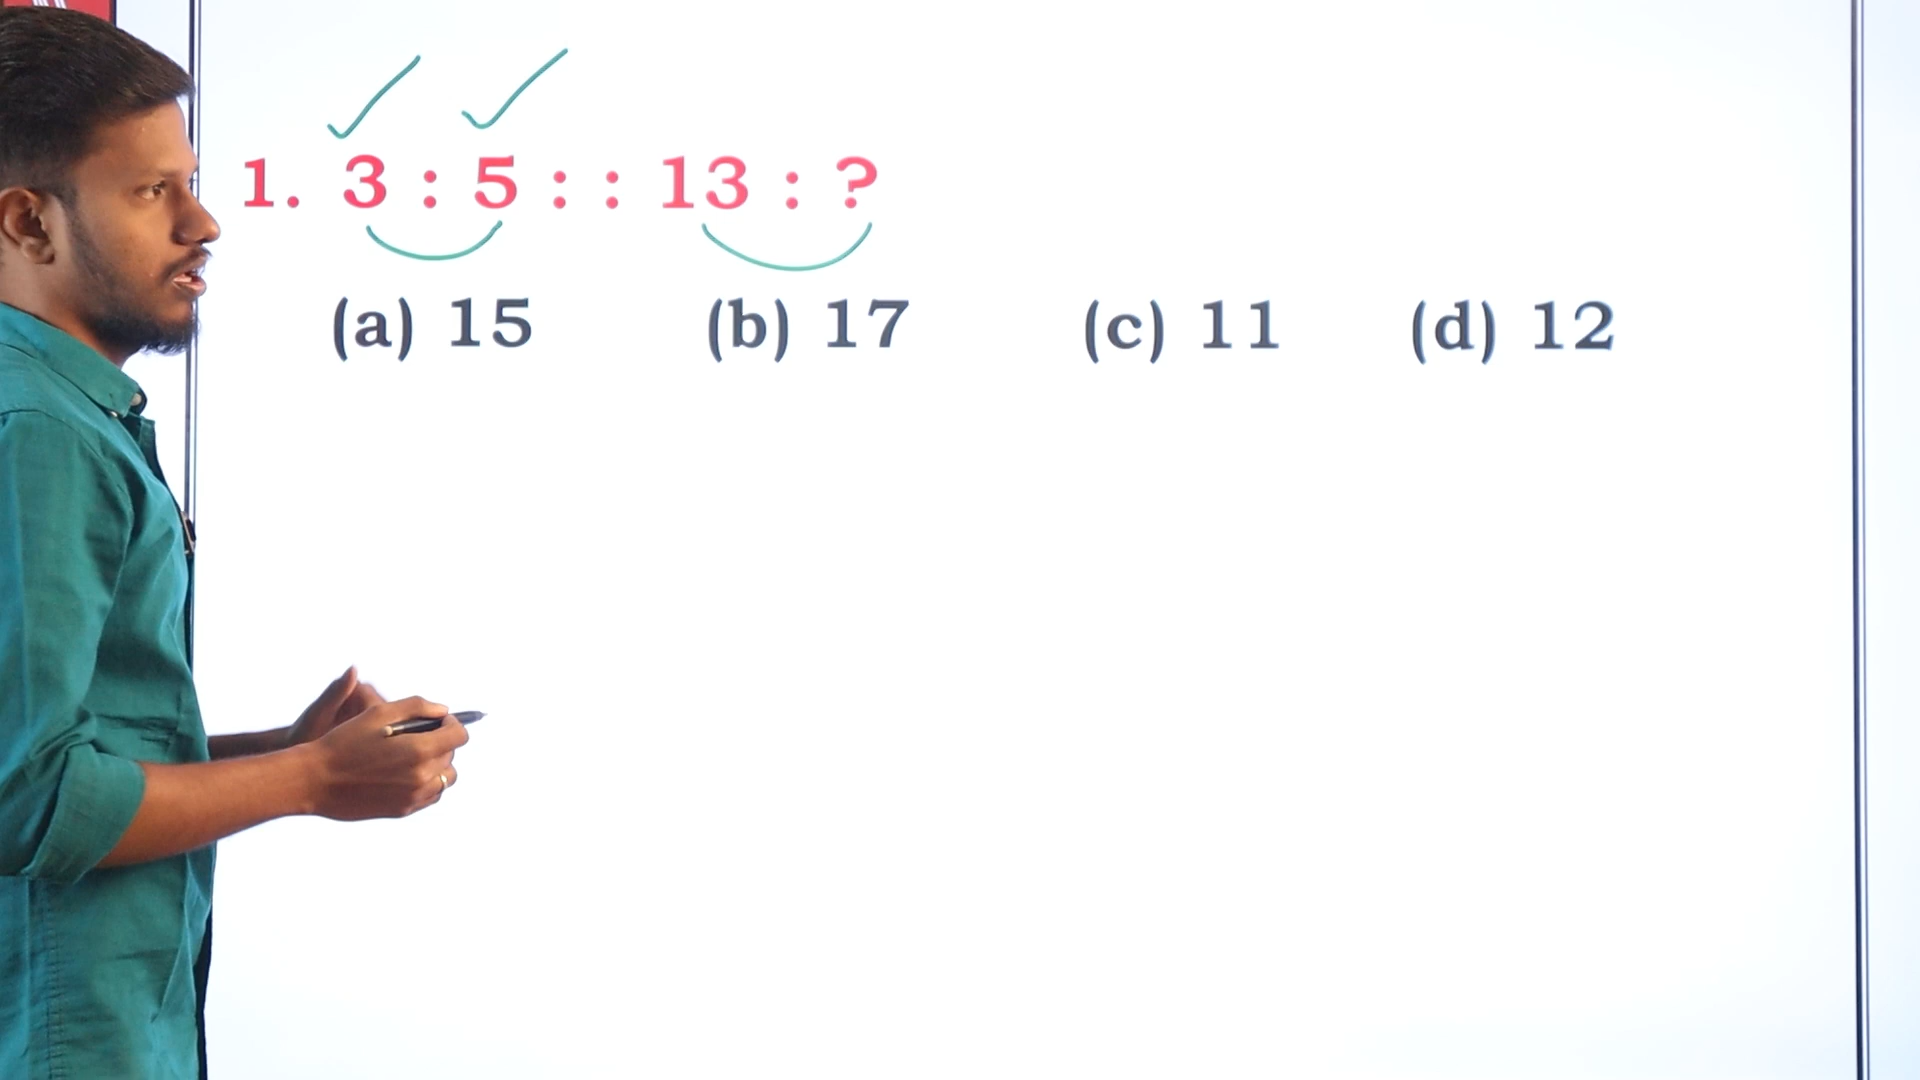 1. 3 : 5 : : 13 : ?
(a) 15 (b) 17 (c) 11 (d) 12